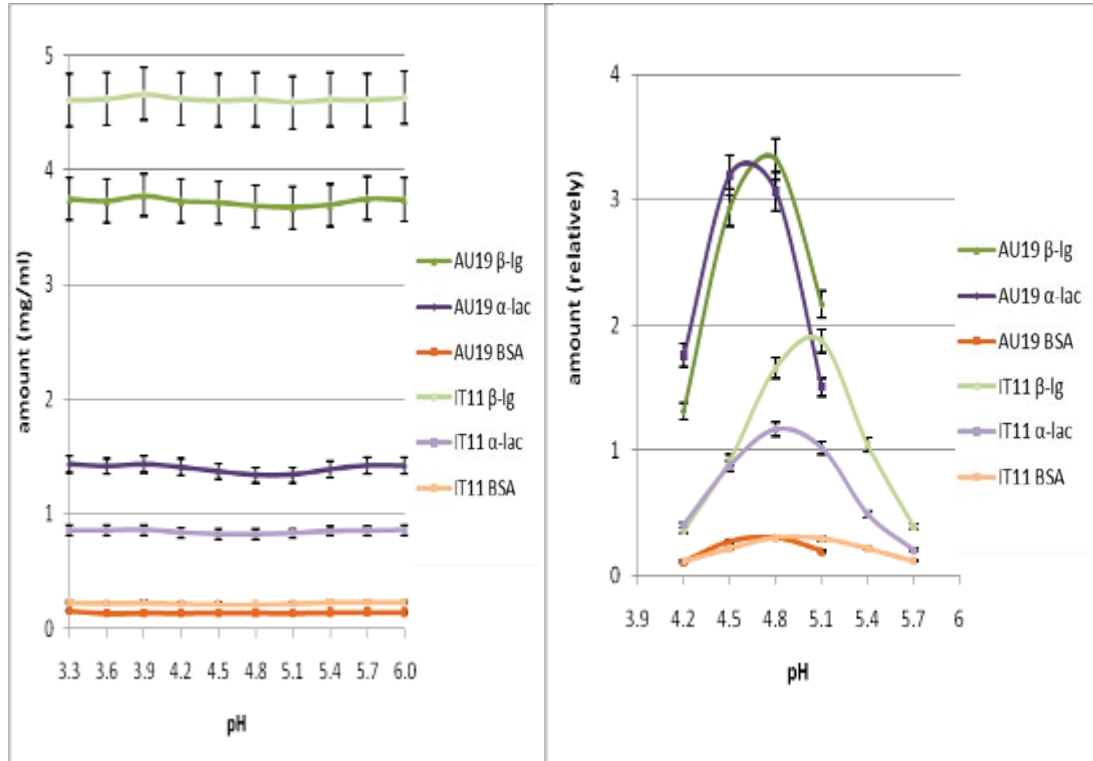 amount (mg/ml)
5
4
3
2
1
0
3.3 3.6 3.9 4.2 4.5 4.8 5.1 5.4 5.7 6.0
pH
AU19 β-lg
AU19 α-lac
AU19 BSA
IT11 β-lg
IT11 α-lac
IT11 BSA
amount (relatively)
4
3
2
1
0
3.9 4.2 4.5 4.8 5.1 5.4 5.7 6
pH
AU19 β-lg
AU19 α-lac
AU19 BSA
IT11 β-lg
IT11 α-lac
IT11 BSA